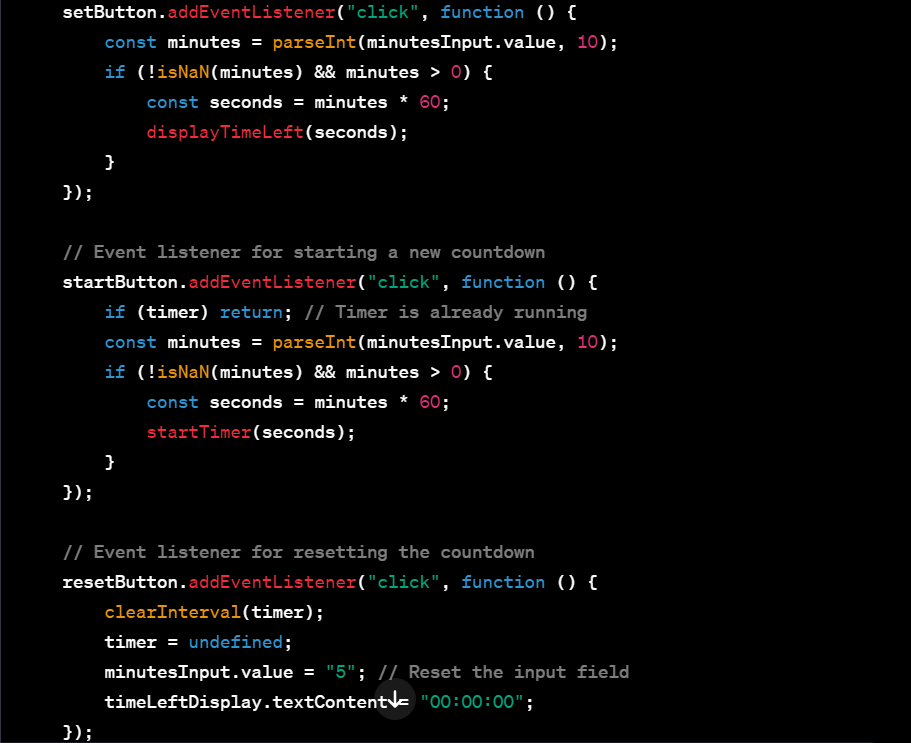 setButton.addEventListener("click", function () {
    const minutes = parseInt(minutesInput.value, 10);
    if (!isNaN(minutes) && minutes > 0) {
        const seconds = minutes * 60;
        displayTimeLeft(seconds);
    }
});

// Event listener for starting a new countdown
startButton.addEventListener("click", function () {
    if (timer) return; // Timer is already running
    const minutes = parseInt(minutesInput.value, 10);
    if (!isNaN(minutes) && minutes > 0) {
        const seconds = minutes * 60;
        startTimer(seconds);
    }
});

// Event listener for resetting the countdown
resetButton.addEventListener("click", function () {
    clearInterval(timer);
    timer = undefined;
    minutesInput.value = "5"; // Reset the input field
    timeLeftDisplay.textContent = "00:00:00";
});